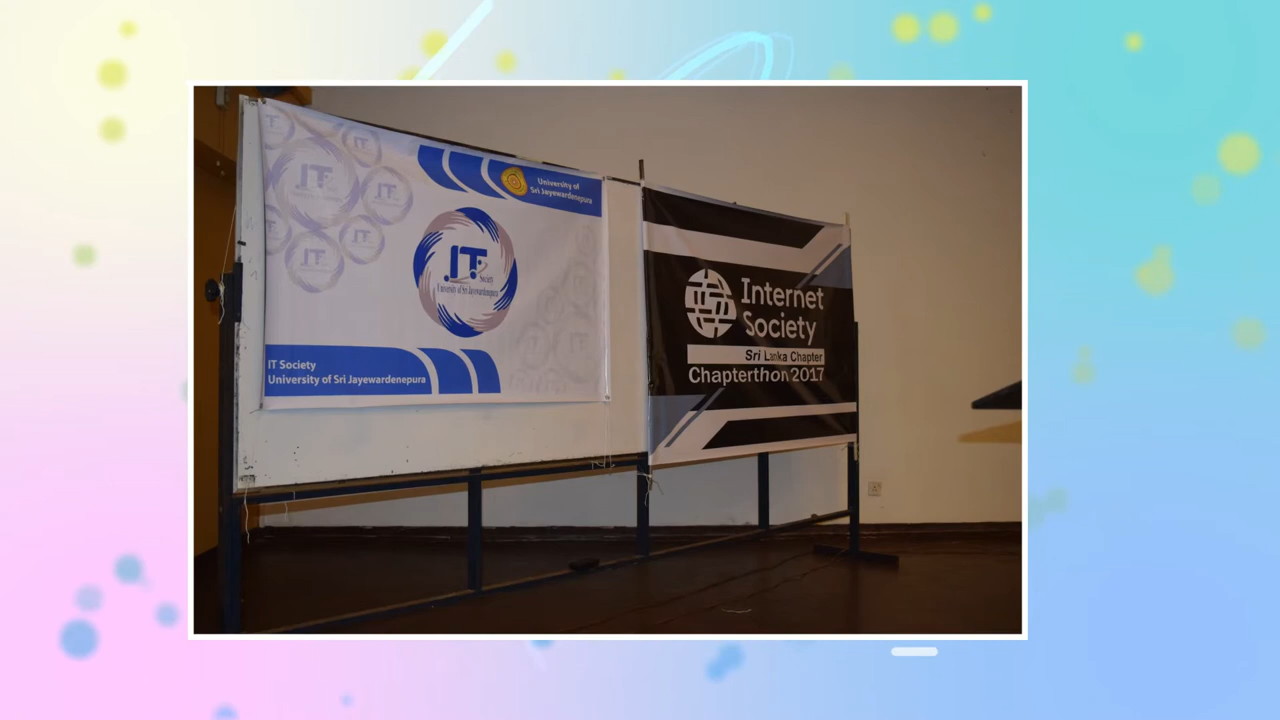 University of
Sri Jayewardenepura
IT
Society
University of Sri Jayewardenepura
IT Society
University of Sri Jayewardenepura
Internet
Society
Sri Lanka Chapter
Chapterthon 2017